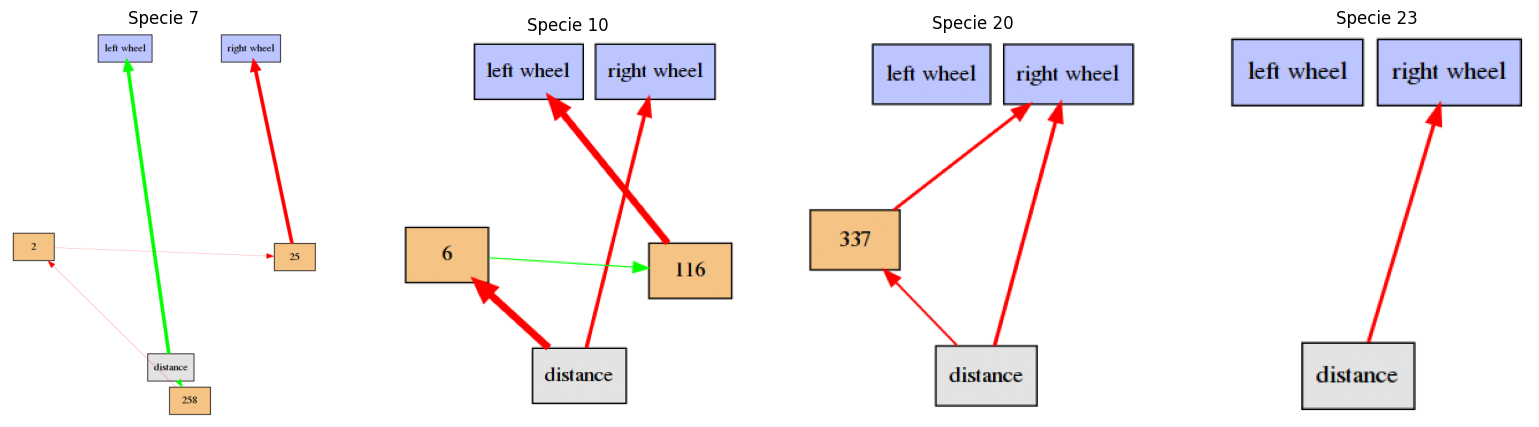 Specie 7
left wheel
right wheel
2
25
distance
258
Specie 10
left wheel
right wheel
6
116
distance
Specie 20
left wheel
right wheel
337
distance
Specie 23
left wheel
right wheel
distance